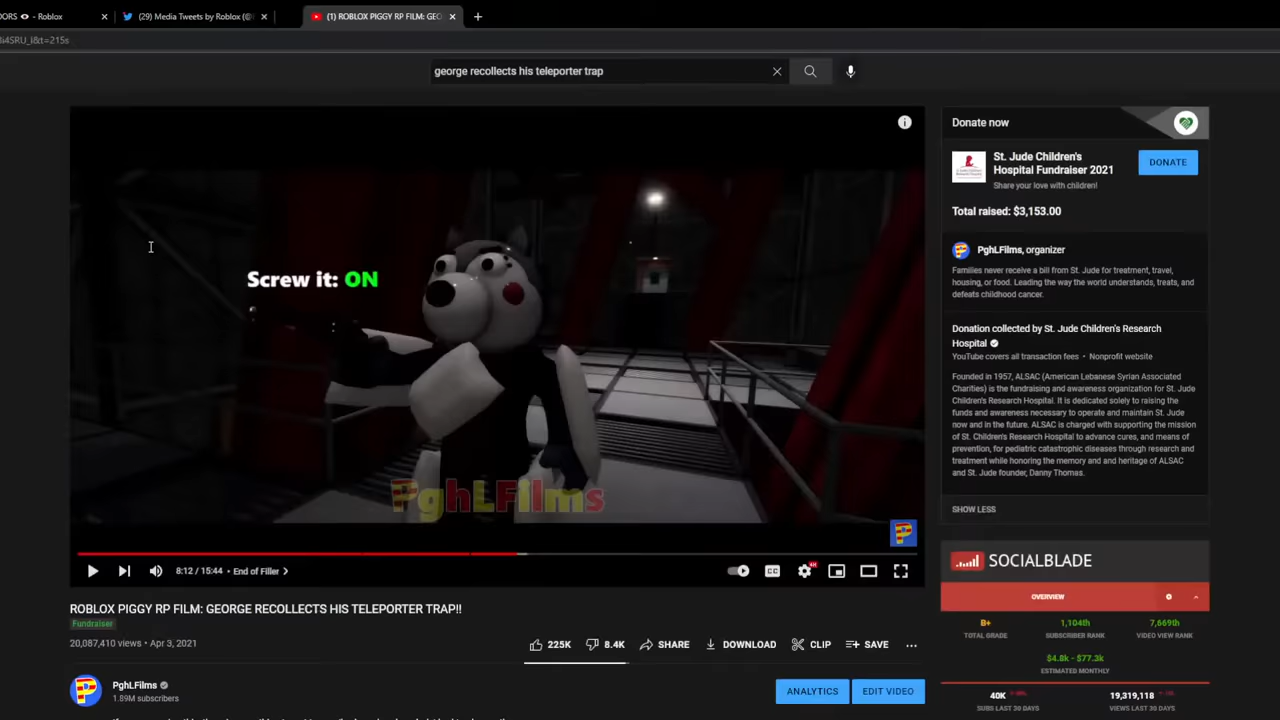 OORS - Roblox
(29) Media Tweets by Roblox (@
(1) ROBLOX PIGGY RP FILM: GEO
i4SRU_I&t=215s
george recollects his teleporter trap
Screw it: ON
PghLFilms
8:12 / 15:44 • End of Filler
CC
ROBLOX PIGGY RP FILM: GEORGE RECOLLECTS HIS TELEPORTER TRAP!!
Fundraiser
20,087,410 views • Apr 3, 2021
225K
8.4K
SHARE
DOWNLOAD
CLIP
SAVE
PghLFilms
1.89M subscribers
ANALYTICS
EDIT VIDEO
Donate now
St. Jude Children's
Hospital Fundraiser 2021
Share your love with children!
DONATE
Total raised: $3,153.00
PghLFilms, organizer
Families never receive a bill from St. Jude for treatment, travel,
housing, or food. Leading the way the world understands, treats, and
defeats childhood cancer.
Donation collected by St. Jude Children's Research
Hospital
YouTube covers all transaction fees • Nonprofit website
Founded in 1957, ALSAC (American Lebanese Syrian Associated
Charities) is the fundraising and awareness organization for St. Jude
Children's Research Hospital. It is dedicated solely to raising the
funds and awareness necessary to operate and maintain St. Jude
now and in the future. ALSAC is charged with supporting the mission
of St. Children's Research Hospital to advance cures, and means of
prevention, for pediatric catastrophic diseases through research and
treatment while honoring the memory and and heritage of ALSAC
and St. Jude founder, Danny Thomas.
SHOW LESS
SOCIALBLADE
OVERVIEW
B+
TOTAL GRADE
1,104th
SUBSCRIBER RANK
7,669th
VIDEO VIEW RANK
$4.8k - $77.3k
ESTIMATED MONTHLY
40K
SUBS LAST 30 DAYS
19,319,118
VIEWS LAST 30 DAYS